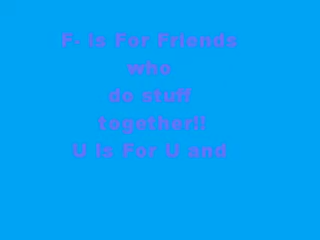 F- is For Friends
who
do stuff
together!!
U is For U and